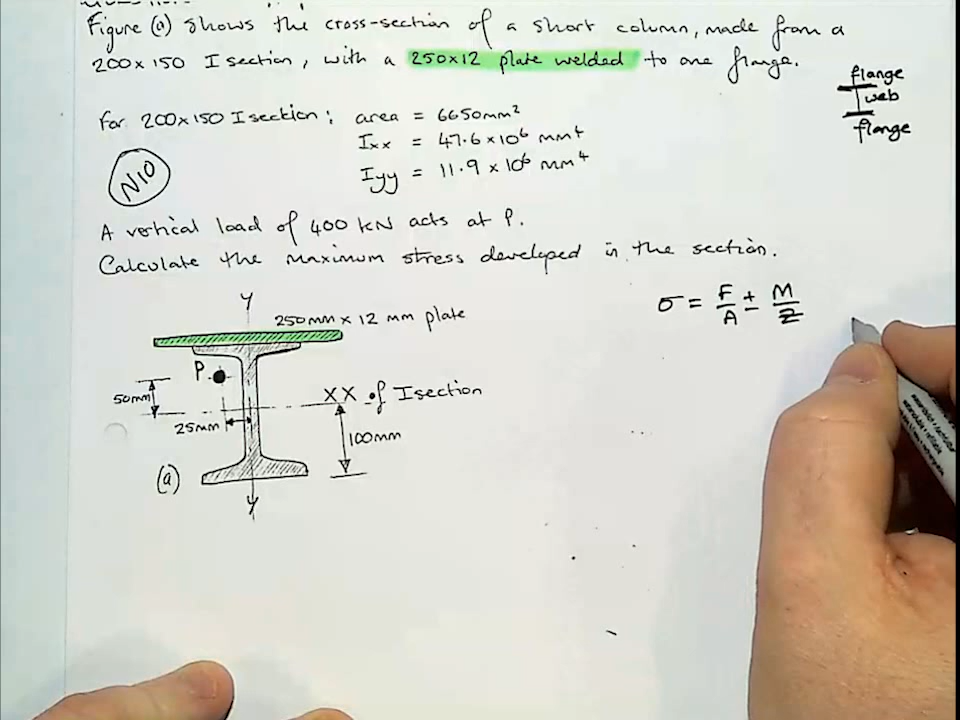 Figure (a) shows the cross-section of a short column, made from a
200 x 150 I section, with a 250x12 plate welded to one flange.
flange
web
flange
For 200x150 I section; area = 6650mm²
Ixx = 47.6 x 10⁶ mm⁴
Iyy = 11.9 x 10⁶ mm⁴
N10
A vertical load of 400 kN acts at P.
Calculate the maximum stress developed in the section.
σ = F/A ± M/Z
Y
250mm x 12 mm plate
P
50mm
XX of I section
25mm
100mm
(a)
Y